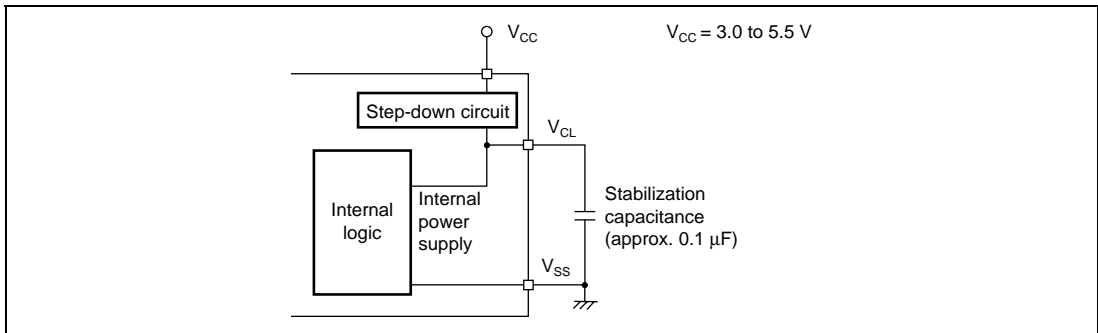 V_CC
V_CC = 3.0 to 5.5 V
Step-down circuit
V_CL
Internal
logic
Internal
power
supply
Stabilization
capacitance
(approx. 0.1 μF)
V_SS